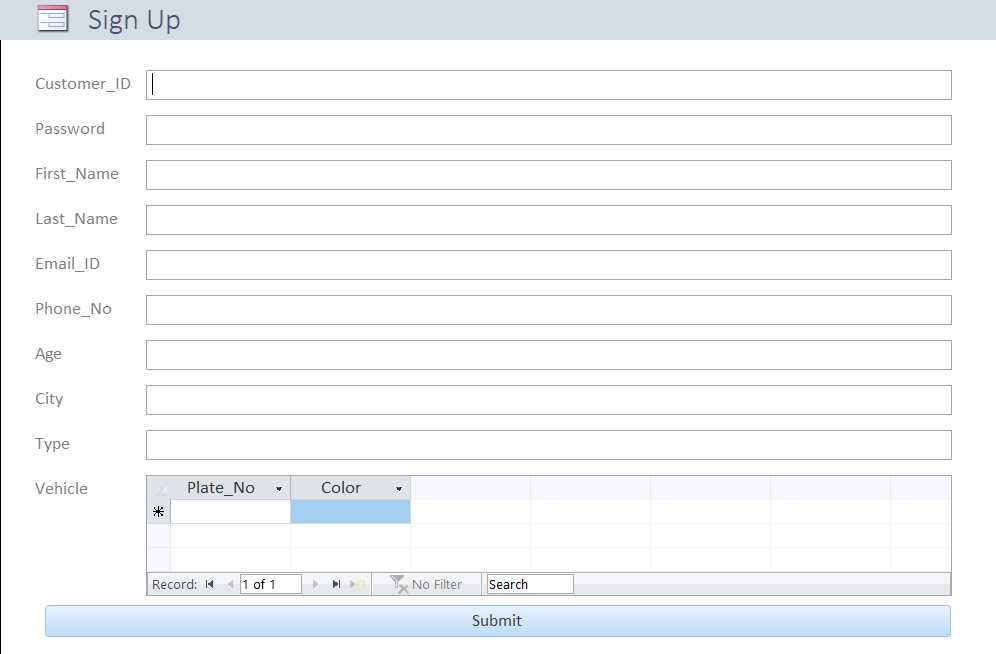 Sign Up
Customer_ID
Password
First_Name
Last_Name
Email_ID
Phone_No
Age
City
Type
Vehicle Plate_No Color
Record: 1 of 1 No Filter Search
Submit